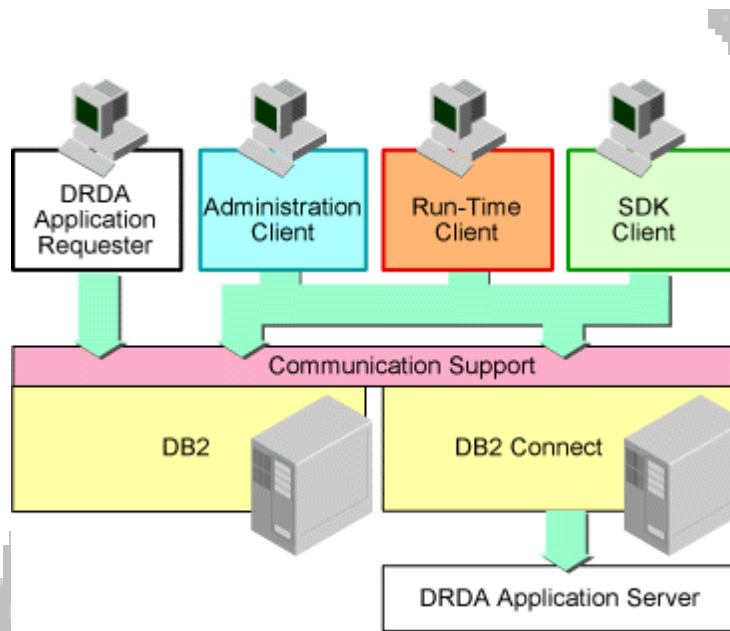 DRDA
Application
Requester
Administration
Client
Run-Time
Client
SDK
Client
Communication Support
DB2
DB2 Connect
DRDA Application Server